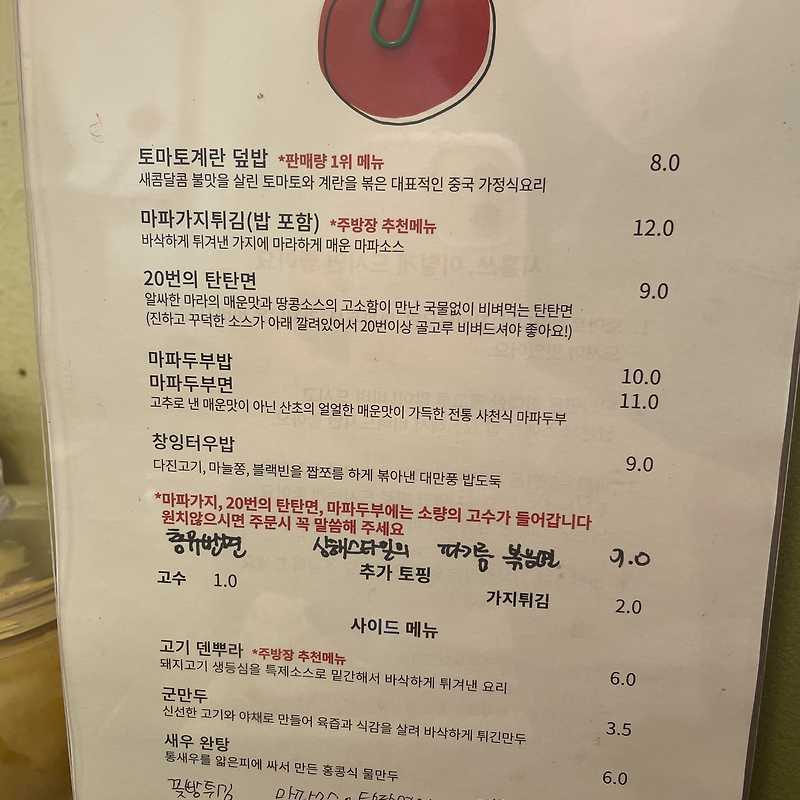 토마토계란 덮밥 *판매량 1위 메뉴 8.0
새콤달콤 불맛을 살린 토마토와 계란을 볶은 대표적인 중국 가정식요리
마파가지튀김(밥 포함) *주방장 추천메뉴 12.0
바삭하게 튀겨낸 가지에 마라하게 매운 마파소스
20번의 탄탄면 9.0
알싸한 마라의 매운맛과 땅콩소스의 고소함이 만난 국물없이 비벼먹는 탄탄면
(진하고 꾸덕한 소스가 아래 깔려있어서 20번이상 골고루 비벼드셔야 좋아요!)
마파두부밥 10.0
마파두부면 11.0
고추로 낸 매운맛이 아닌 산초의 얼얼한 매운맛이 가득한 전통 사천식 마파두부
창잉터우밥 9.0
다진고기, 마늘쫑, 블랙빈을 짭쪼름 하게 볶아낸 대만풍 밥도둑
*마파가지, 20번의 탄탄면, 마파두부에는 소량의 고수가 들어갑니다
원치않으시면 주문시 꼭 말씀해 주세요
총유반면 상해스타일의 파기름 볶음면 9.0
추가 토핑
고수 1.0
가지튀김 2.0
사이드 메뉴
고기 덴뿌라 *주방장 추천메뉴
돼지고기 생등심을 특제소스로 밑간해서 바삭하게 튀겨낸 요리 6.0
군만두
신선한 고기와 야채로 만들어 육즙과 식감을 살려 바삭하게 튀긴만두 3.5
새우 완탕
통새우를 얇은피에 싸서 만든 홍콩식 물만두 6.0
꽃빵튀김